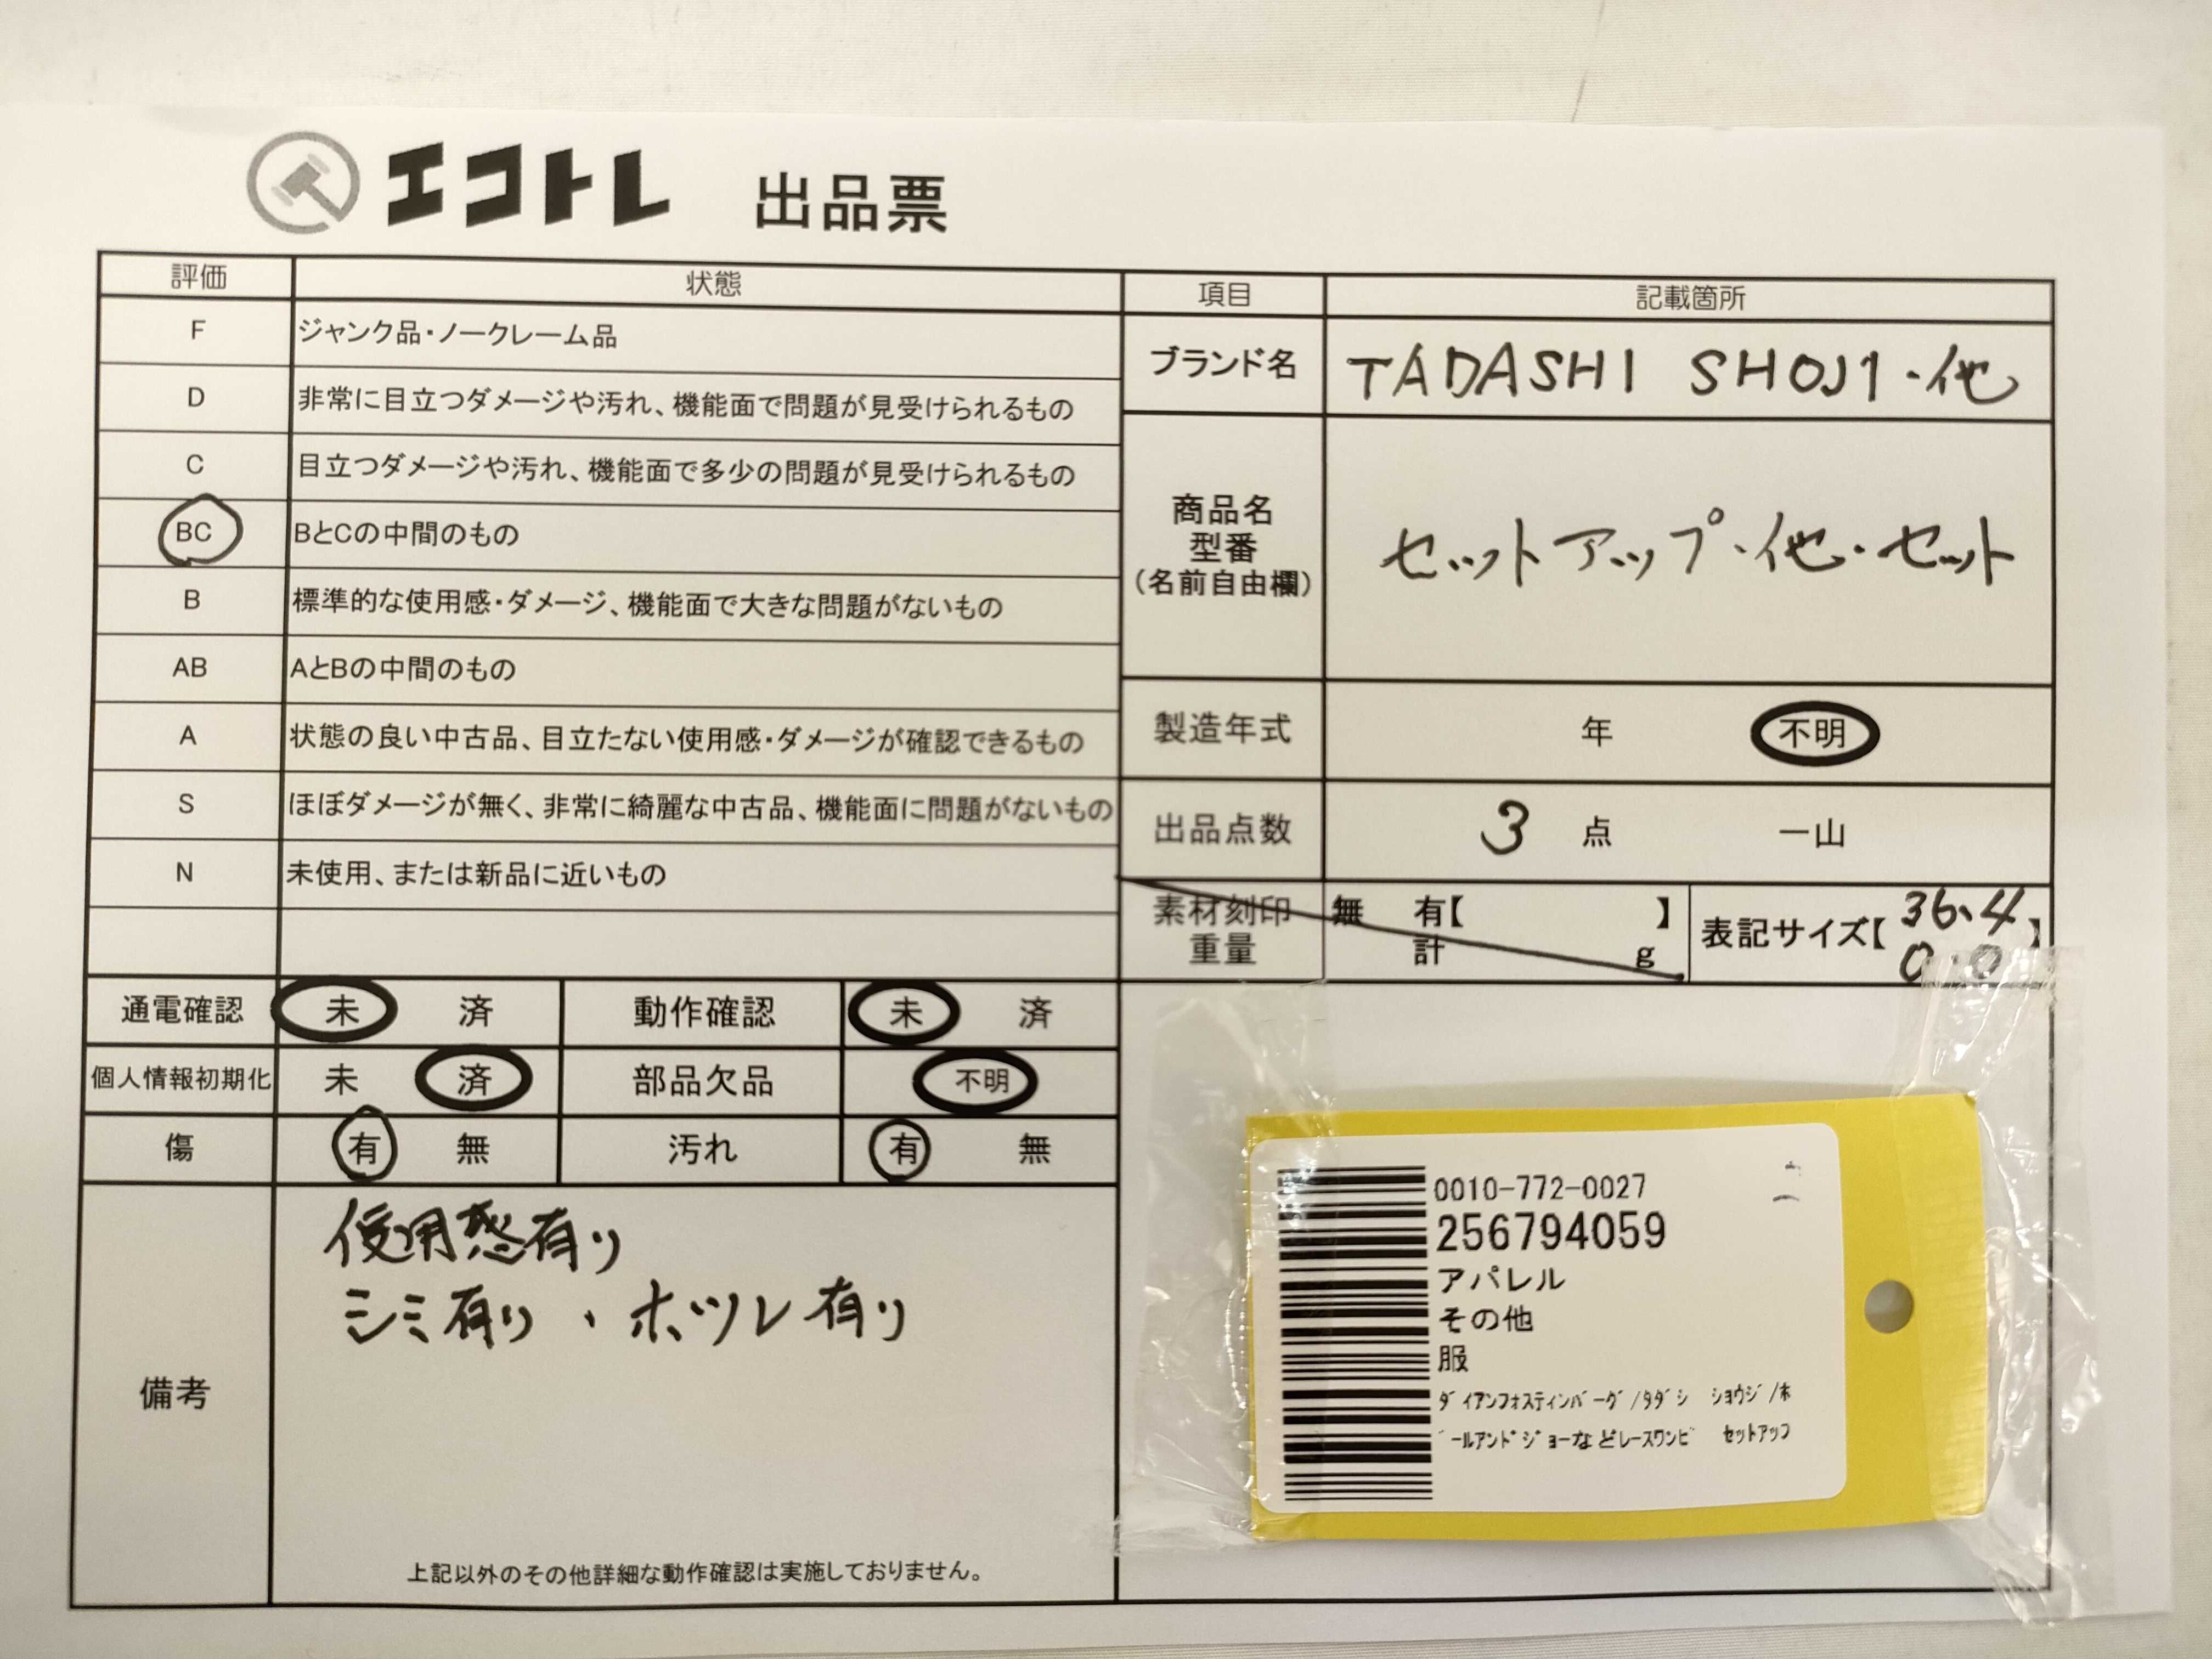 エコトレ 出品票
評価 状態
F ジャンク品・ノークレーム品
D 非常に目立つダメージや汚れ、機能面で問題が見受けられるもの
C 目立つダメージや汚れ、機能面で多少の問題が見受けられるもの
BC BとCの中間のもの
B 標準的な使用感・ダメージ、機能面で大きな問題がないもの
AB AとBの中間のもの
A 状態の良い中古品、目立たない使用感・ダメージが確認できるもの
S ほぼダメージが無く、非常に綺麗な中古品、機能面に問題がないもの
N 未使用、または新品に近いもの
通電確認 未 済 動作確認 未 済
個人情報初期化 未 済 部品欠品 不明
傷 有 無 汚れ 有 無
備考
使用感有り
シミ有り・ホツレ有り
上記以外のその他詳細な動作確認は実施しておりません。
項目 記載箇所
ブランド名 TADASHI SHOJI・他
商品名
型番
(名前自由欄)
セットアップ・他・セット
製造年式 年 不明
出品点数 3 点 一山
素材刻印 無 有【 】
重量 計 g
表記サイズ【 36、4
0、0 】
0010-772-0027
256794059
アパレル
その他
服
ﾀﾞｲｱﾝﾌｫｽﾃｨﾝﾊﾞｰｸﾞ/ﾀﾀﾞｼ ｼｮｳｼﾞ/ﾎ
ﾞｰﾙｱﾝﾄﾞｼﾞｮｰなどﾚｰｽﾜﾝﾋﾟ ｾｯﾄｱｯﾌ